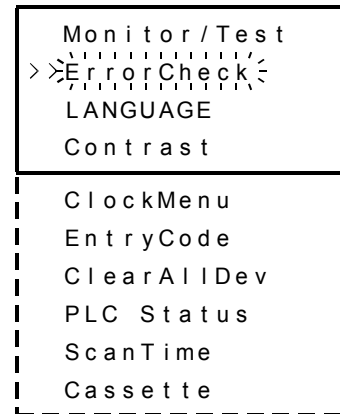 Monitor/Test
>>ErrorCheck
LANGUAGE
Contrast
ClockMenu
EntryCode
ClearAllDev
PLC Status
ScanTime
Cassette